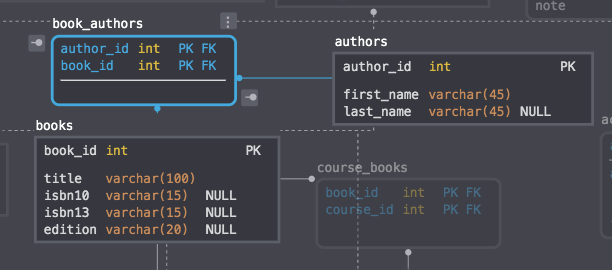 note
book_authors
author_id int PK FK
book_id int PK FK
authors
author_id int PK
first_name varchar(45)
last_name varchar(45) NULL
books
book_id int PK
title varchar(100)
isbn10 varchar(15) NULL
isbn13 varchar(15) NULL
edition varchar(20) NULL
course_books
book_id int PK FK
course_id int PK FK